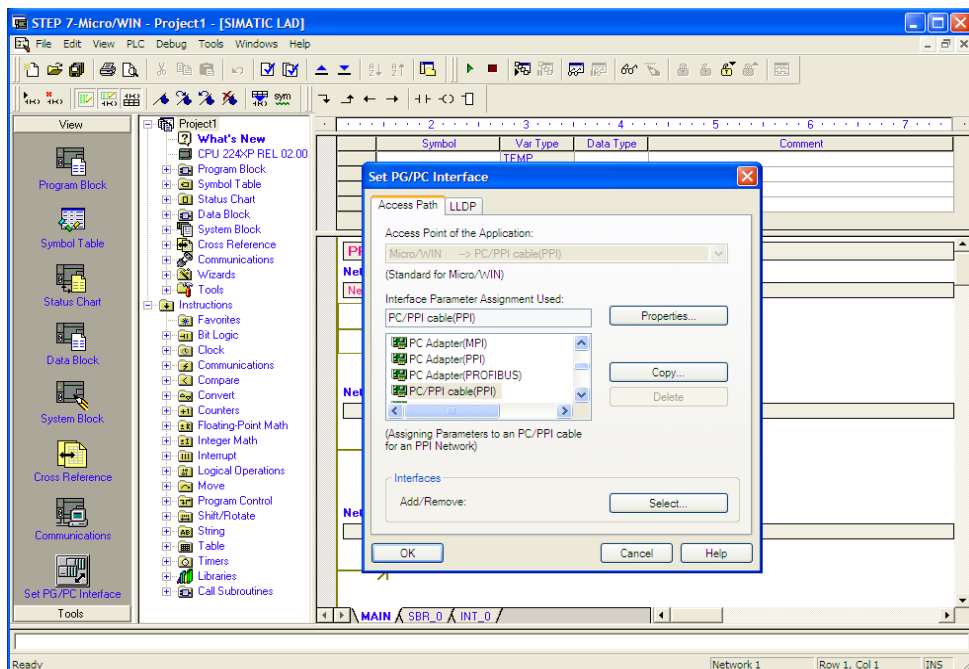 STEP 7-Micro/WIN - Project1 - [SIMATIC LAD]
File Edit View PLC Debug Tools Windows Help
sym
View
Program Block
Symbol Table
Status Chart
Data Block
System Block
Cross Reference
Communications
Set PG/PC Interface
Tools
Project1
What's New
CPU 224XP REL 02.00
Program Block
Symbol Table
Status Chart
Data Block
System Block
Cross Reference
Communications
Wizards
Tools
Instructions
Favorites
Bit Logic
Clock
Communications
Compare
Convert
Counters
Floating-Point Math
Integer Math
Interrupt
Logical Operations
Move
Program Control
Shift/Rotate
String
Table
Timers
Libraries
Call Subroutines
2 3 4 5 6 7
Symbol Var Type Data Type Comment
TEMP
Set PG/PC Interface
Access Path LLDP
Access Point of the Application:
Micro/WIN -> PC/PPI cable(PPI)
(Standard for Micro/WIN)
Interface Parameter Assignment Used:
PC/PPI cable(PPI)
Properties...
PC Adapter(MPI)
PC Adapter(PPI)
PC Adapter(PROFIBUS)
PC/PPI cable(PPI)
Copy...
Delete
(Assigning Parameters to an PC/PPI cable
for an PPI Network)
Interfaces
Add/Remove:
Select...
OK Cancel Help
MAIN SBR_0 INT_0
Ready
Network 1 Row 1, Col 1 INS